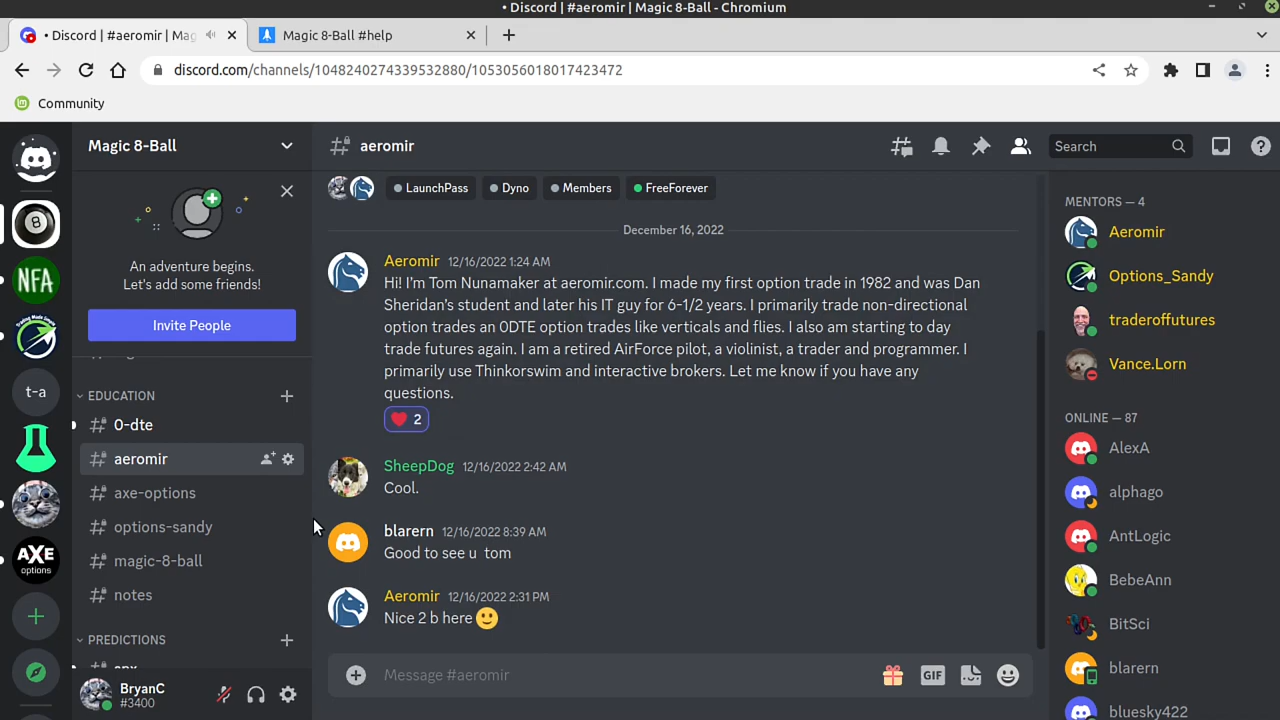 • Discord | #aeromir | Magic 8-Ball - Chromium
• Discord | #aeromir | Mag
Magic 8-Ball #help
discord.com/channels/1048240274339532880/1053056018017423472
Community
Magic 8-Ball
aeromir
Search
8
An adventure begins.
Let's add some friends!
Invite People
NFA
Trading Made Simple
t-a
AXE
options
EDUCATION
0-dte
aeromir
axe-options
options-sandy
magic-8-ball
notes
PREDICTIONS
spx
BryanC
#3400
LaunchPass
Dyno
Members
FreeForever
December 16, 2022
Aeromir 12/16/2022 1:24 AM
Hi! I'm Tom Nunamaker at aeromir.com. I made my first option trade in 1982 and was Dan
Sheridan's student and later his IT guy for 6-1/2 years. I primarily trade non-directional
option trades an 0DTE option trades like verticals and flies. I also am starting to day
trade futures again. I am a retired AirForce pilot, a violinist, a trader and programmer. I
primarily use Thinkorswim and interactive brokers. Let me know if you have any
questions.
2
SheepDog 12/16/2022 2:42 AM
Cool.
blarern 12/16/2022 8:39 AM
Good to see u tom
Aeromir 12/16/2022 2:31 PM
Nice 2 b here
Message #aeromir
GIF
MENTORS — 4
Aeromir
Options_Sandy
traderoffutures
Vance.Lorn
ONLINE — 87
AlexA
alphago
AntLogic
BebeAnn
BitSci
blarern
bluesky422